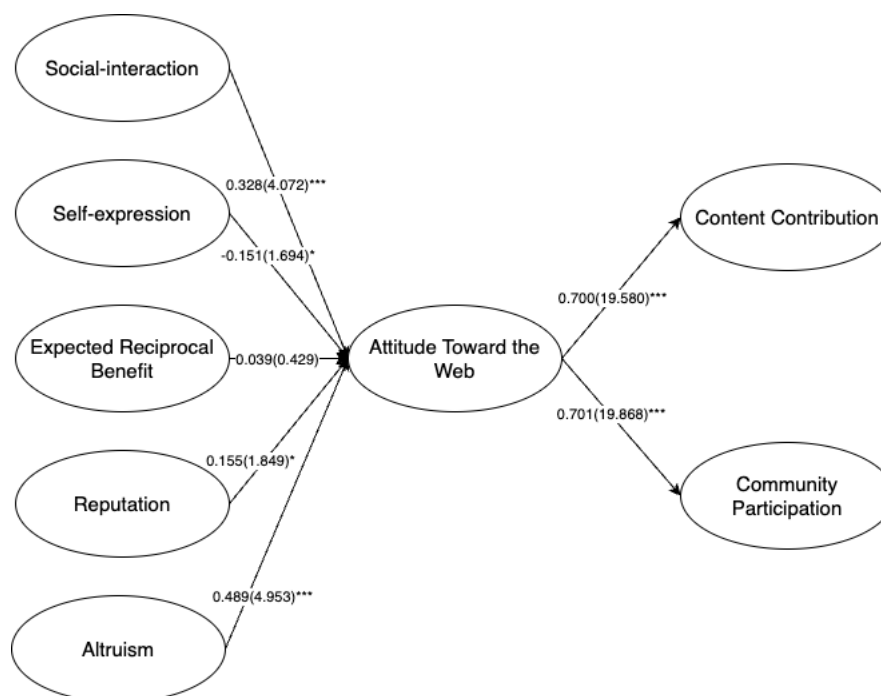 Social-interaction
0.328(4.072)***
Self-expression
-0.151(1.694)*
Expected Reciprocal
Benefit
0.039(0.429)
Reputation
0.155(1.849)*
Altruism
0.489(4.953)***
Attitude Toward the
Web
0.700(19.580)***
Content Contribution
0.701(19.868)***
Community
Participation